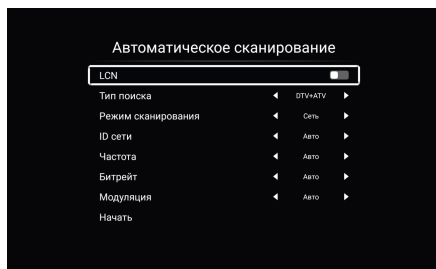 Автоматическое сканирование
LCN
Тип поиска DTV+ATV
Режим сканирования Сеть
ID сети Авто
Частота Авто
Битрейт Авто
Модуляция Авто
Начать